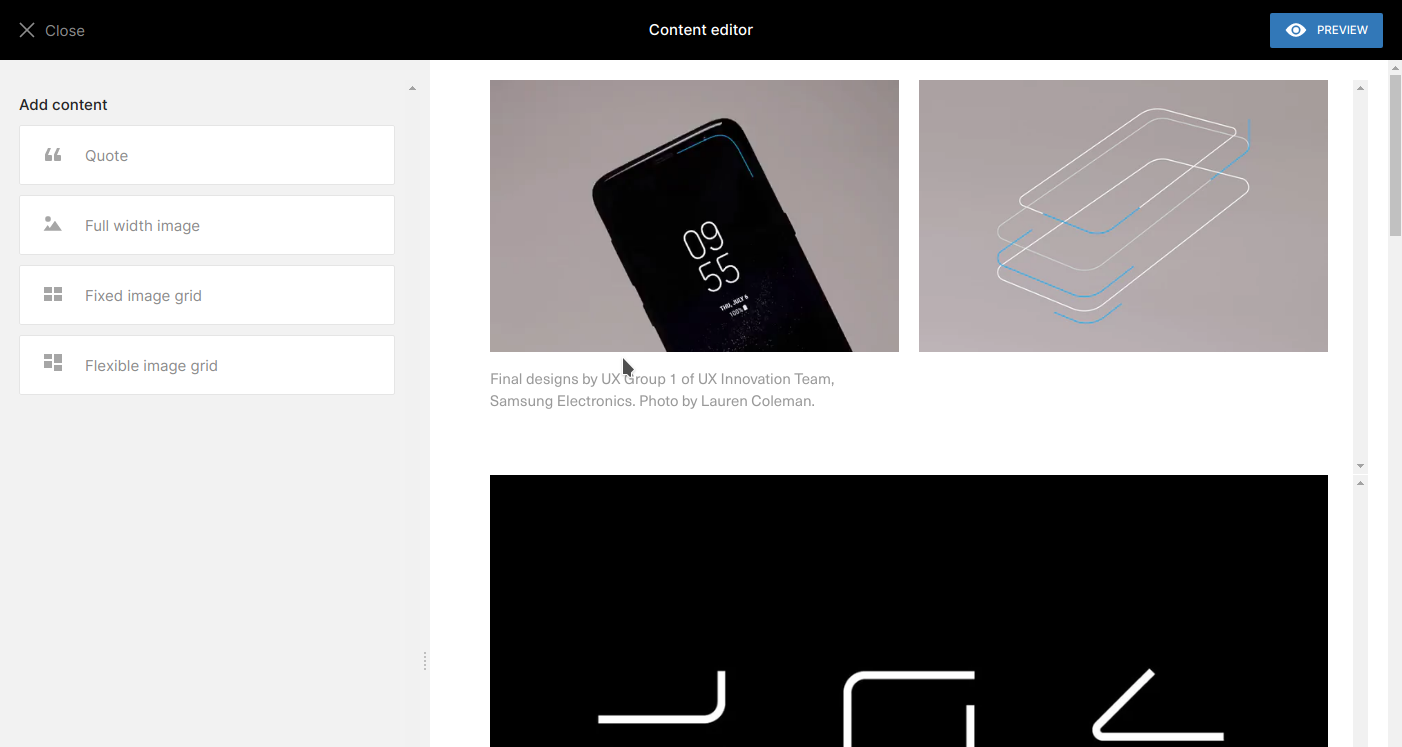 Close
Content editor
PREVIEW
Add content
Quote
Full width image
Fixed image grid
Flexible image grid
09
55
THU, JULY 6
100%
Final designs by UX Group 1 of UX Innovation Team,
Samsung Electronics. Photo by Lauren Coleman.